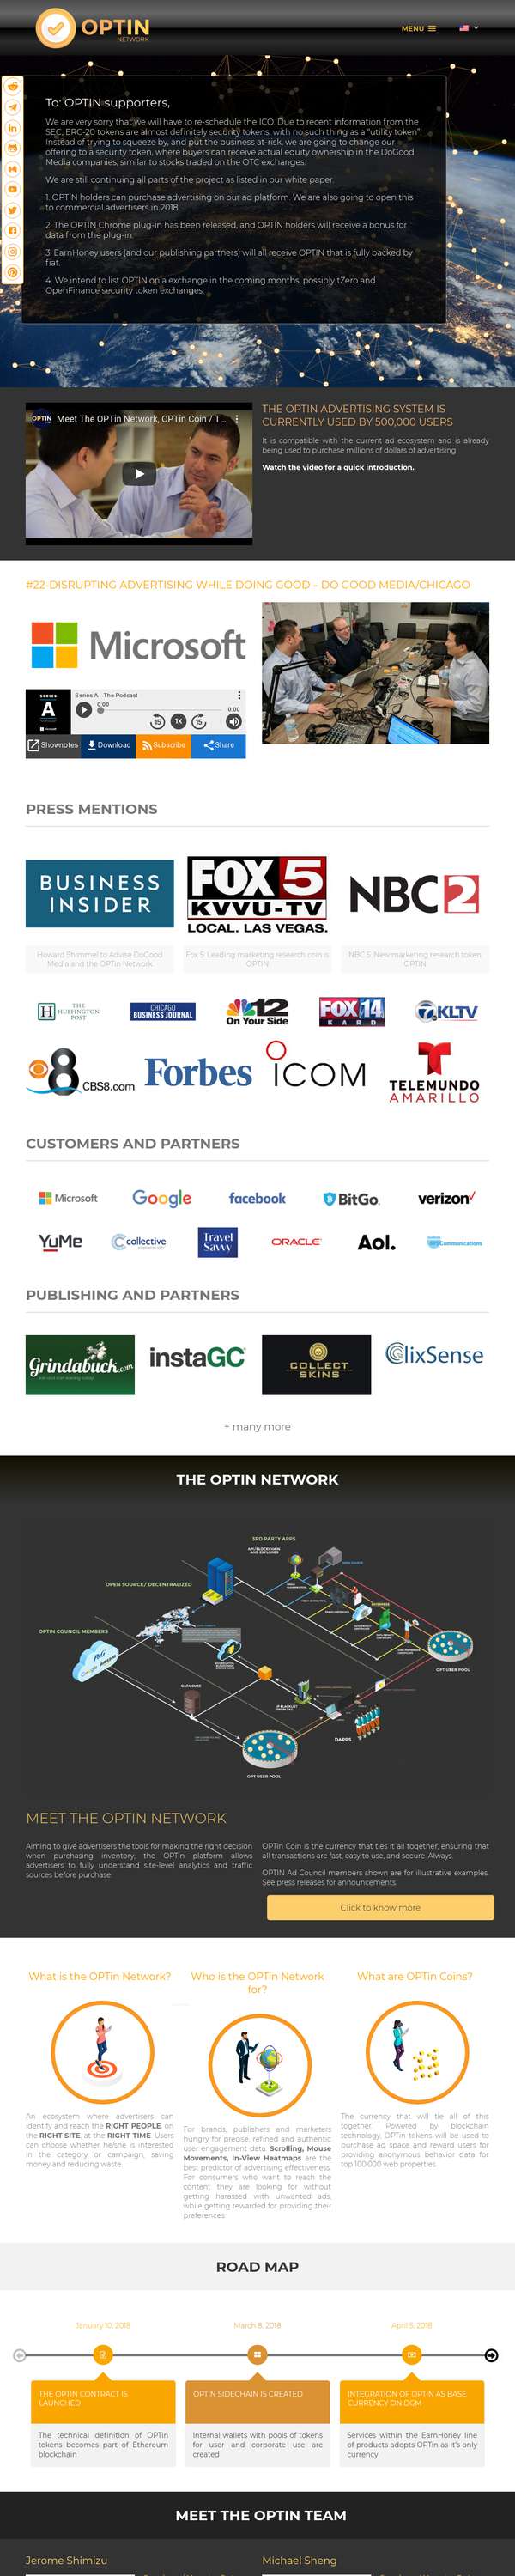 OPTIN
NETWORK
MENU
To: OPTIN supporters,
We are very sorry that we will have to re-schedule the ICO. Due to recent information from the
SEC, ERC-20 tokens are almost definitely security tokens, with no such thing as a "utility token".
Instead of trying to squeeze by, and put the business at-risk, we are going to change our
offering to a security token, where buyers can receive actual equity ownership in the DoGood
Media companies, similar to stocks traded on the OTC exchanges.
We are still continuing all parts of the project as listed in our white paper.
1. OPTIN holders can purchase advertising on our ad platform. We are also going to open this
to commercial advertisers in 2018.
2. The OPTIN Chrome plug-in has been released, and OPTIN holders will receive a bonus for
data from the plug-in.
3. EarnHoney users (and our publishing partners) will all receive OPTIN that is fully backed by
fiat.
4. We intend to list OPTIN on a exchange in the coming months, possibly tZero and
OpenFinance security token exchanges.
OPTIN Meet The OPTin Network, OPTin Coin / T...
THE OPTIN ADVERTISING SYSTEM IS
CURRENTLY USED BY 500,000 USERS
It is compatible with the current ad ecosystem and is already
being used to purchase millions of dollars of advertising.
Watch the video for a quick introduction.
#22-DISRUPTING ADVERTISING WHILE DOING GOOD – DO GOOD MEDIA/CHICAGO
Microsoft
SERIES
A
Microsoft
Series A - The Podcast
0:00
0:00
15 1X 15
Shownotes Download Subscribe Share
PRESS MENTIONS
BUSINESS
INSIDER
FOX 5
KVVU-TV
LOCAL. LAS VEGAS.
NBC 2
Howard Shimmel to Advise DoGood
Media and the OPTin Network
Fox 5: Leading marketing research coin is
OPTIN
NBC 5: New marketing research token
OPTIN
H THE
HUFFINGTON
POST
CHICAGO
BUSINESS JOURNAL
12
On Your Side
FOX 14
KARD
7 KLTV
8
CBS8.com
Forbes
ICOM
TELEMUNDO
AMARILLO
CUSTOMERS AND PARTNERS
Microsoft Google facebook BitGo. verizon
YuMe collective Travel
Savvy ORACLE Aol. Communications
PUBLISHING AND PARTNERS
Grindabuck.com
instaGC
COLLECT
SKINS
ClixSense
+ many more
THE OPTIN NETWORK
3RD PARTY APPS
API/BLOCKCHAIN
AND EXPLORER
OPEN SOURCE/ DECENTRALIZED
OPTIN COUNCIL MEMBERS
P&G
Google
OPT USER POOL
DATA CUBE
DAPPS
OPT USER POOL
MEET THE OPTIN NETWORK
Aiming to give advertisers the tools for making the right decision
when purchasing inventory, the OPTin platform allows
advertisers to fully understand site-level analytics and traffic
sources before purchase.
OPTin Coin is the currency that ties it all together, ensuring that
all transactions are fast, easy to use, and secure. Always.
OPTIN Ad Council members shown are for illustrative examples.
See press releases for announcements.
Click to know more
What is the OPTin Network?
An ecosystem where advertisers can
identify and reach the RIGHT PEOPLE, on
the RIGHT SITE, at the RIGHT TIME. Users
can choose whether he/she is interested
in the category or campaign, saving
money and reducing waste.
Who is the OPTin Network
for?
For brands, publishers and marketers
hungry for precise, refined and authentic
user engagement data. Scrolling, Mouse
Movements, In-View Heatmaps are the
best predictor of advertising effectiveness.
For consumers who want to reach the
content they are looking for without
getting harassed with unwanted ads,
while getting rewarded for providing their
preferences.
What are OPTin Coins?
The currency that will tie all of this
together. Powered by blockchain
technology, OPTin tokens will be used to
purchase ad space and reward users for
providing anonymous behavior data for
top 100,000 web properties.
ROAD MAP
January 10, 2018
March 8, 2018
April 5, 2018
THE OPTIN CONTRACT IS
LAUNCHED
The technical definition of OPTin
tokens becomes part of Ethereum
blockchain
OPTIN SIDECHAIN IS CREATED
Internal wallets with pools of tokens
for user and corporate use are
created
INTEGRATION OF OPTIN AS BASE
CURRENCY ON DGM
Services within the EarnHoney line
of products adopts OPTin as it's only
currency
MEET THE OPTIN TEAM
Jerome Shimizu
Michael Sheng